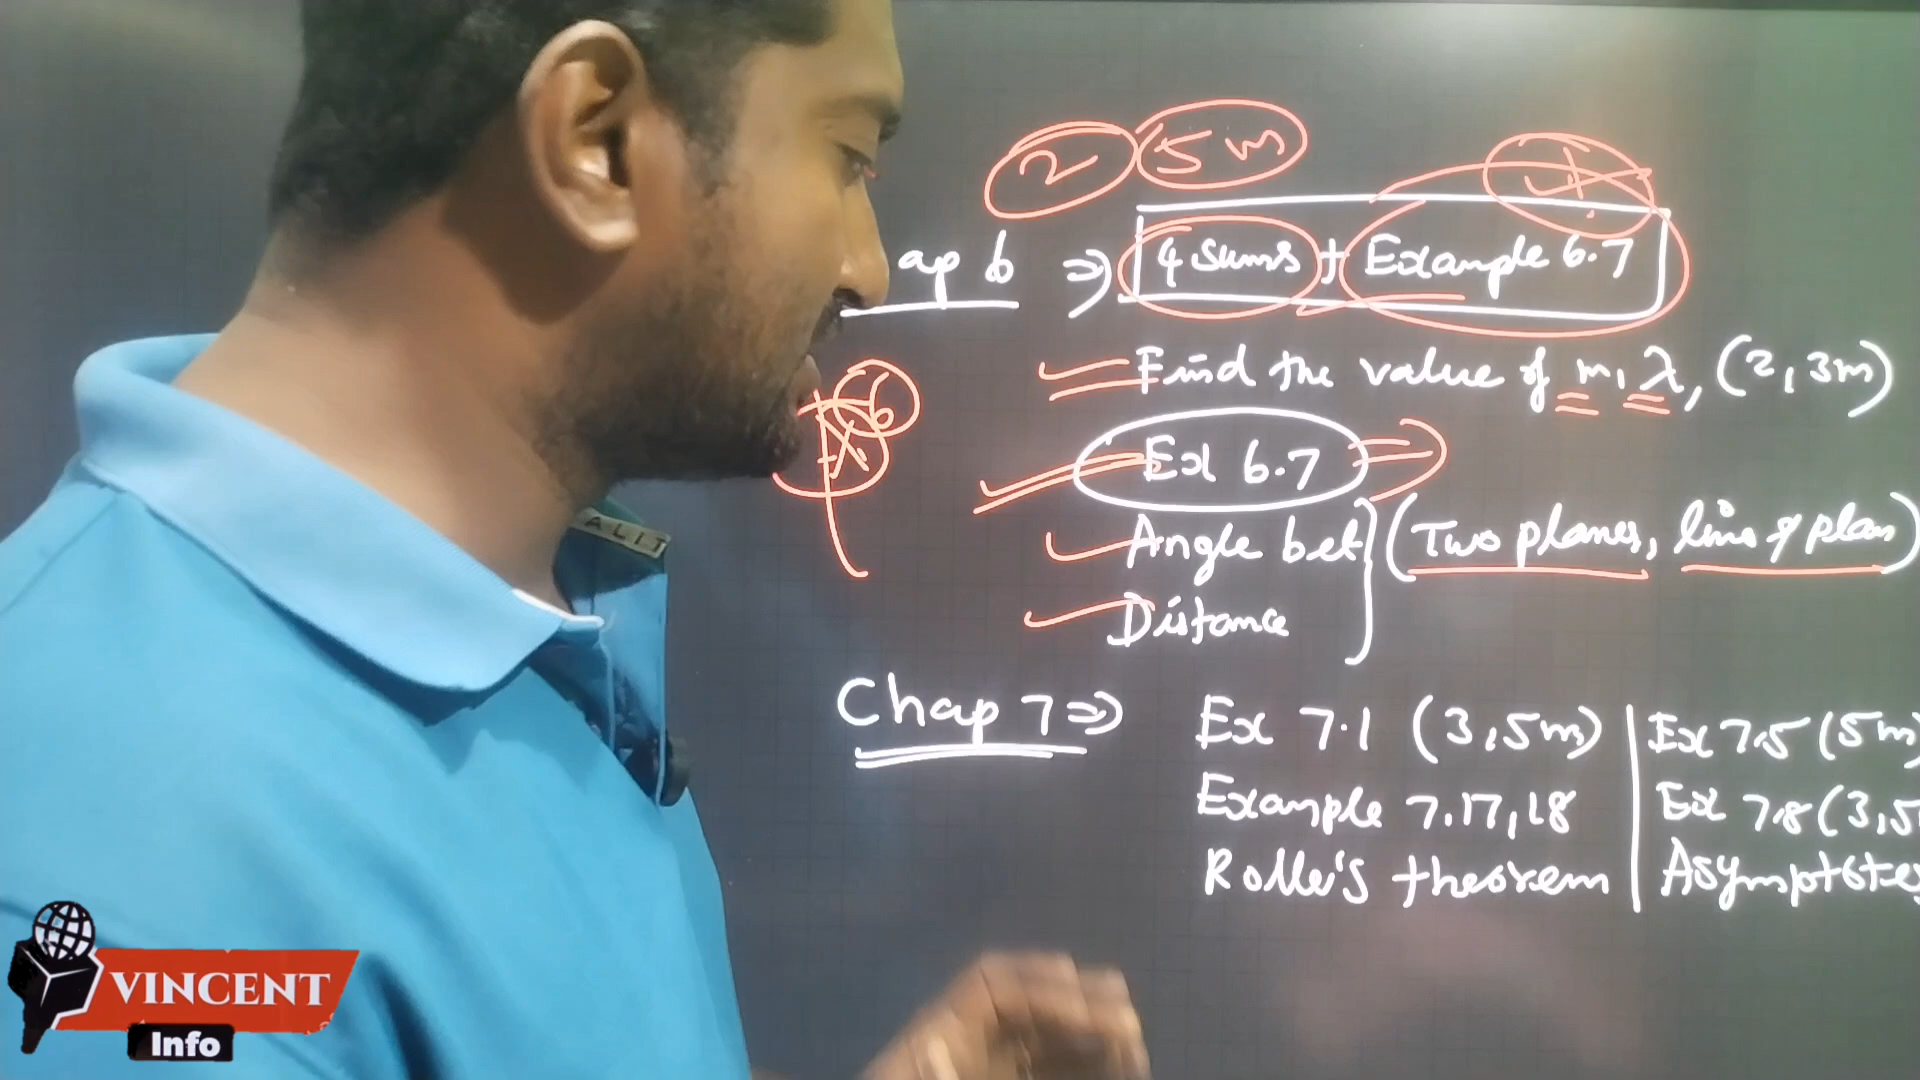 2 5m
ap 6 => 4 sums + Example 6.7
Find the value of m, λ, (2, 3m)
6
Ex 6.7
Angle bet (Two planes, line &
Distance
Chap 7 => Ex 7.1 (3,5m) Ex 7.5 (5m
Example 7.17, 18 Ex 7.8 (3,5
Rolle's theorem Asymptotes
ALIT
VINCENT
Info